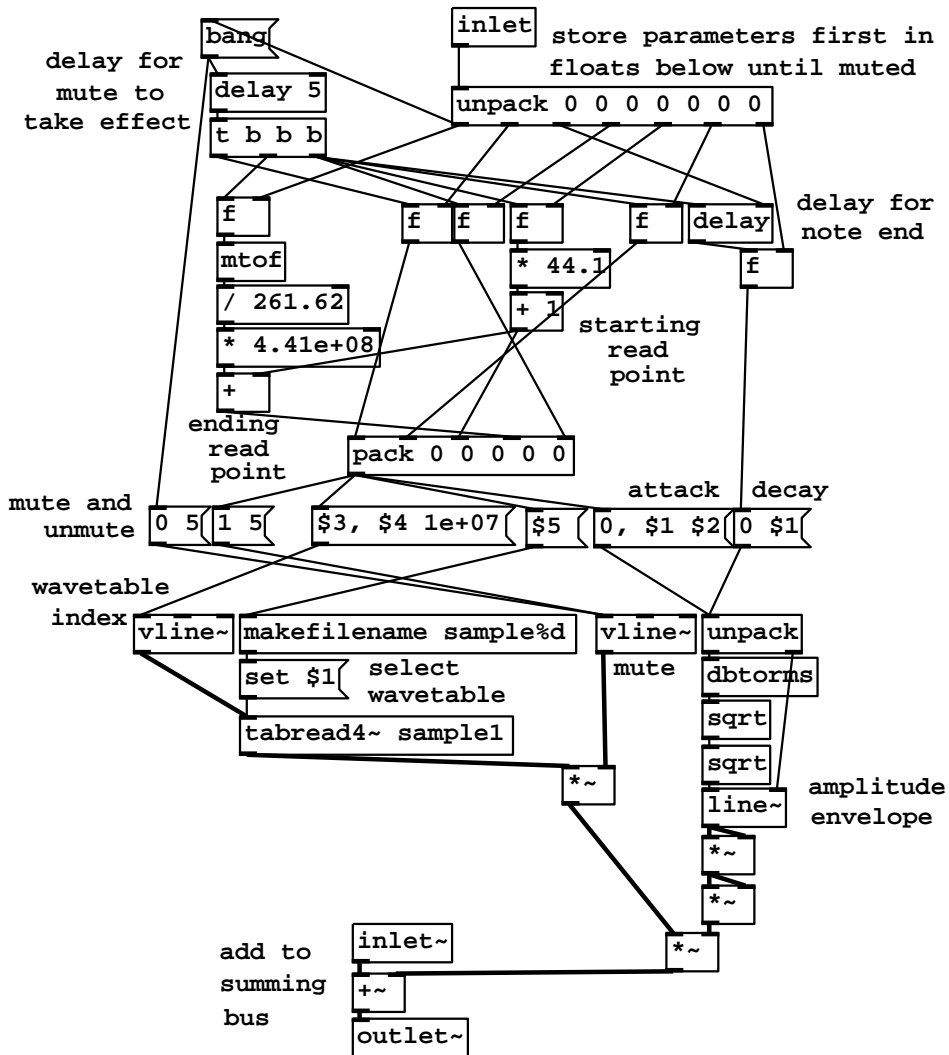 bang
inlet
store parameters first in
floats below until muted
delay for
mute to
take effect
delay 5
unpack 0 0 0 0 0 0 0
t b b b
f
f
f
f
f
delay
delay for
note end
mtof
* 44.1
f
/ 261.62
+ 1
starting
read
point
* 4.41e+08
+
ending
read
point
pack 0 0 0 0 0
mute and
unmute
attack
decay
0 5
1 5
$3, $4 1e+07
$5
0, $1 $2
0 $1
wavetable
index
vline~
makefilename sample%d
vline~
unpack
set $1
select
wavetable
mute
dbtorms
tabread4~ sample1
sqrt
sqrt
*~
line~
amplitude
envelope
*~
*~
add to
summing
bus
inlet~
*~
+~
outlet~